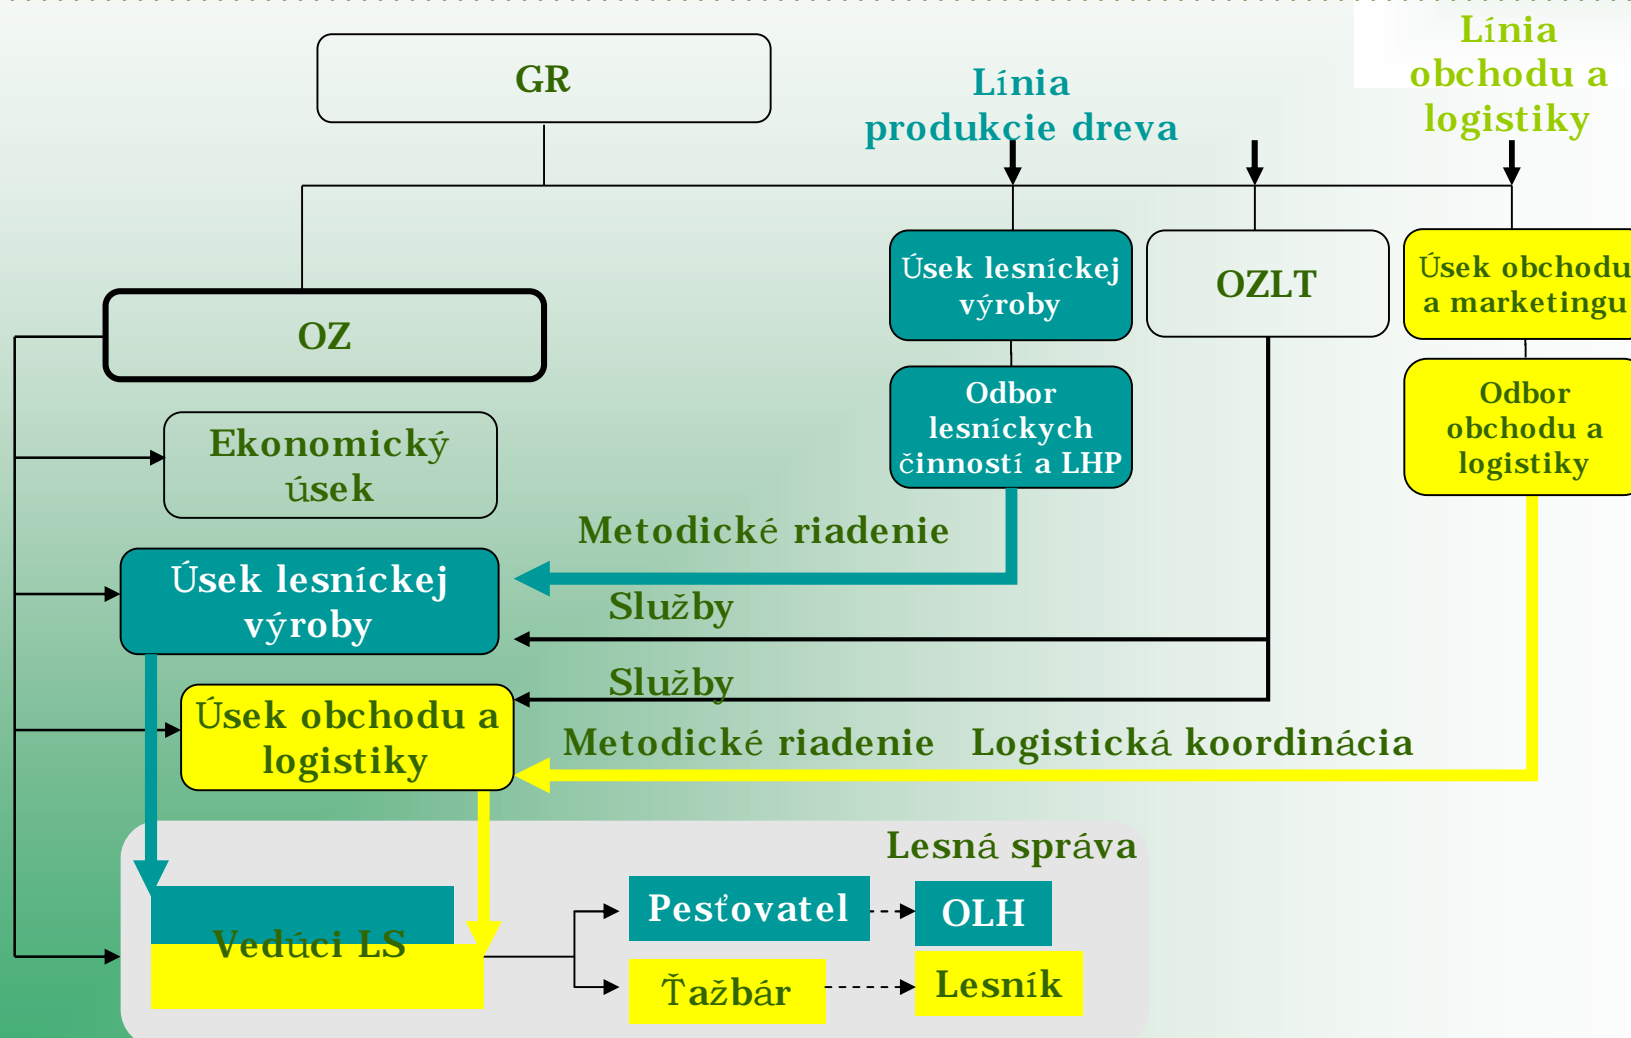 GR
Línia
produkcie dreva
Línia
obchodu a
logistiky
Úsek lesníckej
výroby
OZLT
Úsek obchodu
a marketingu
OZ
Odbor
lesníckych
činností a LHP
Odbor
obchodu a
logistiky
Ekonomický
úsek
Metodické riadenie
Úsek lesníckej
výroby
Služby
Služby
Úsek obchodu a
logistiky
Metodické riadenie Logistická koordinácia
Lesná správa
Vedúci LS
Pesťovatel
OLH
Ťažbár
Lesník